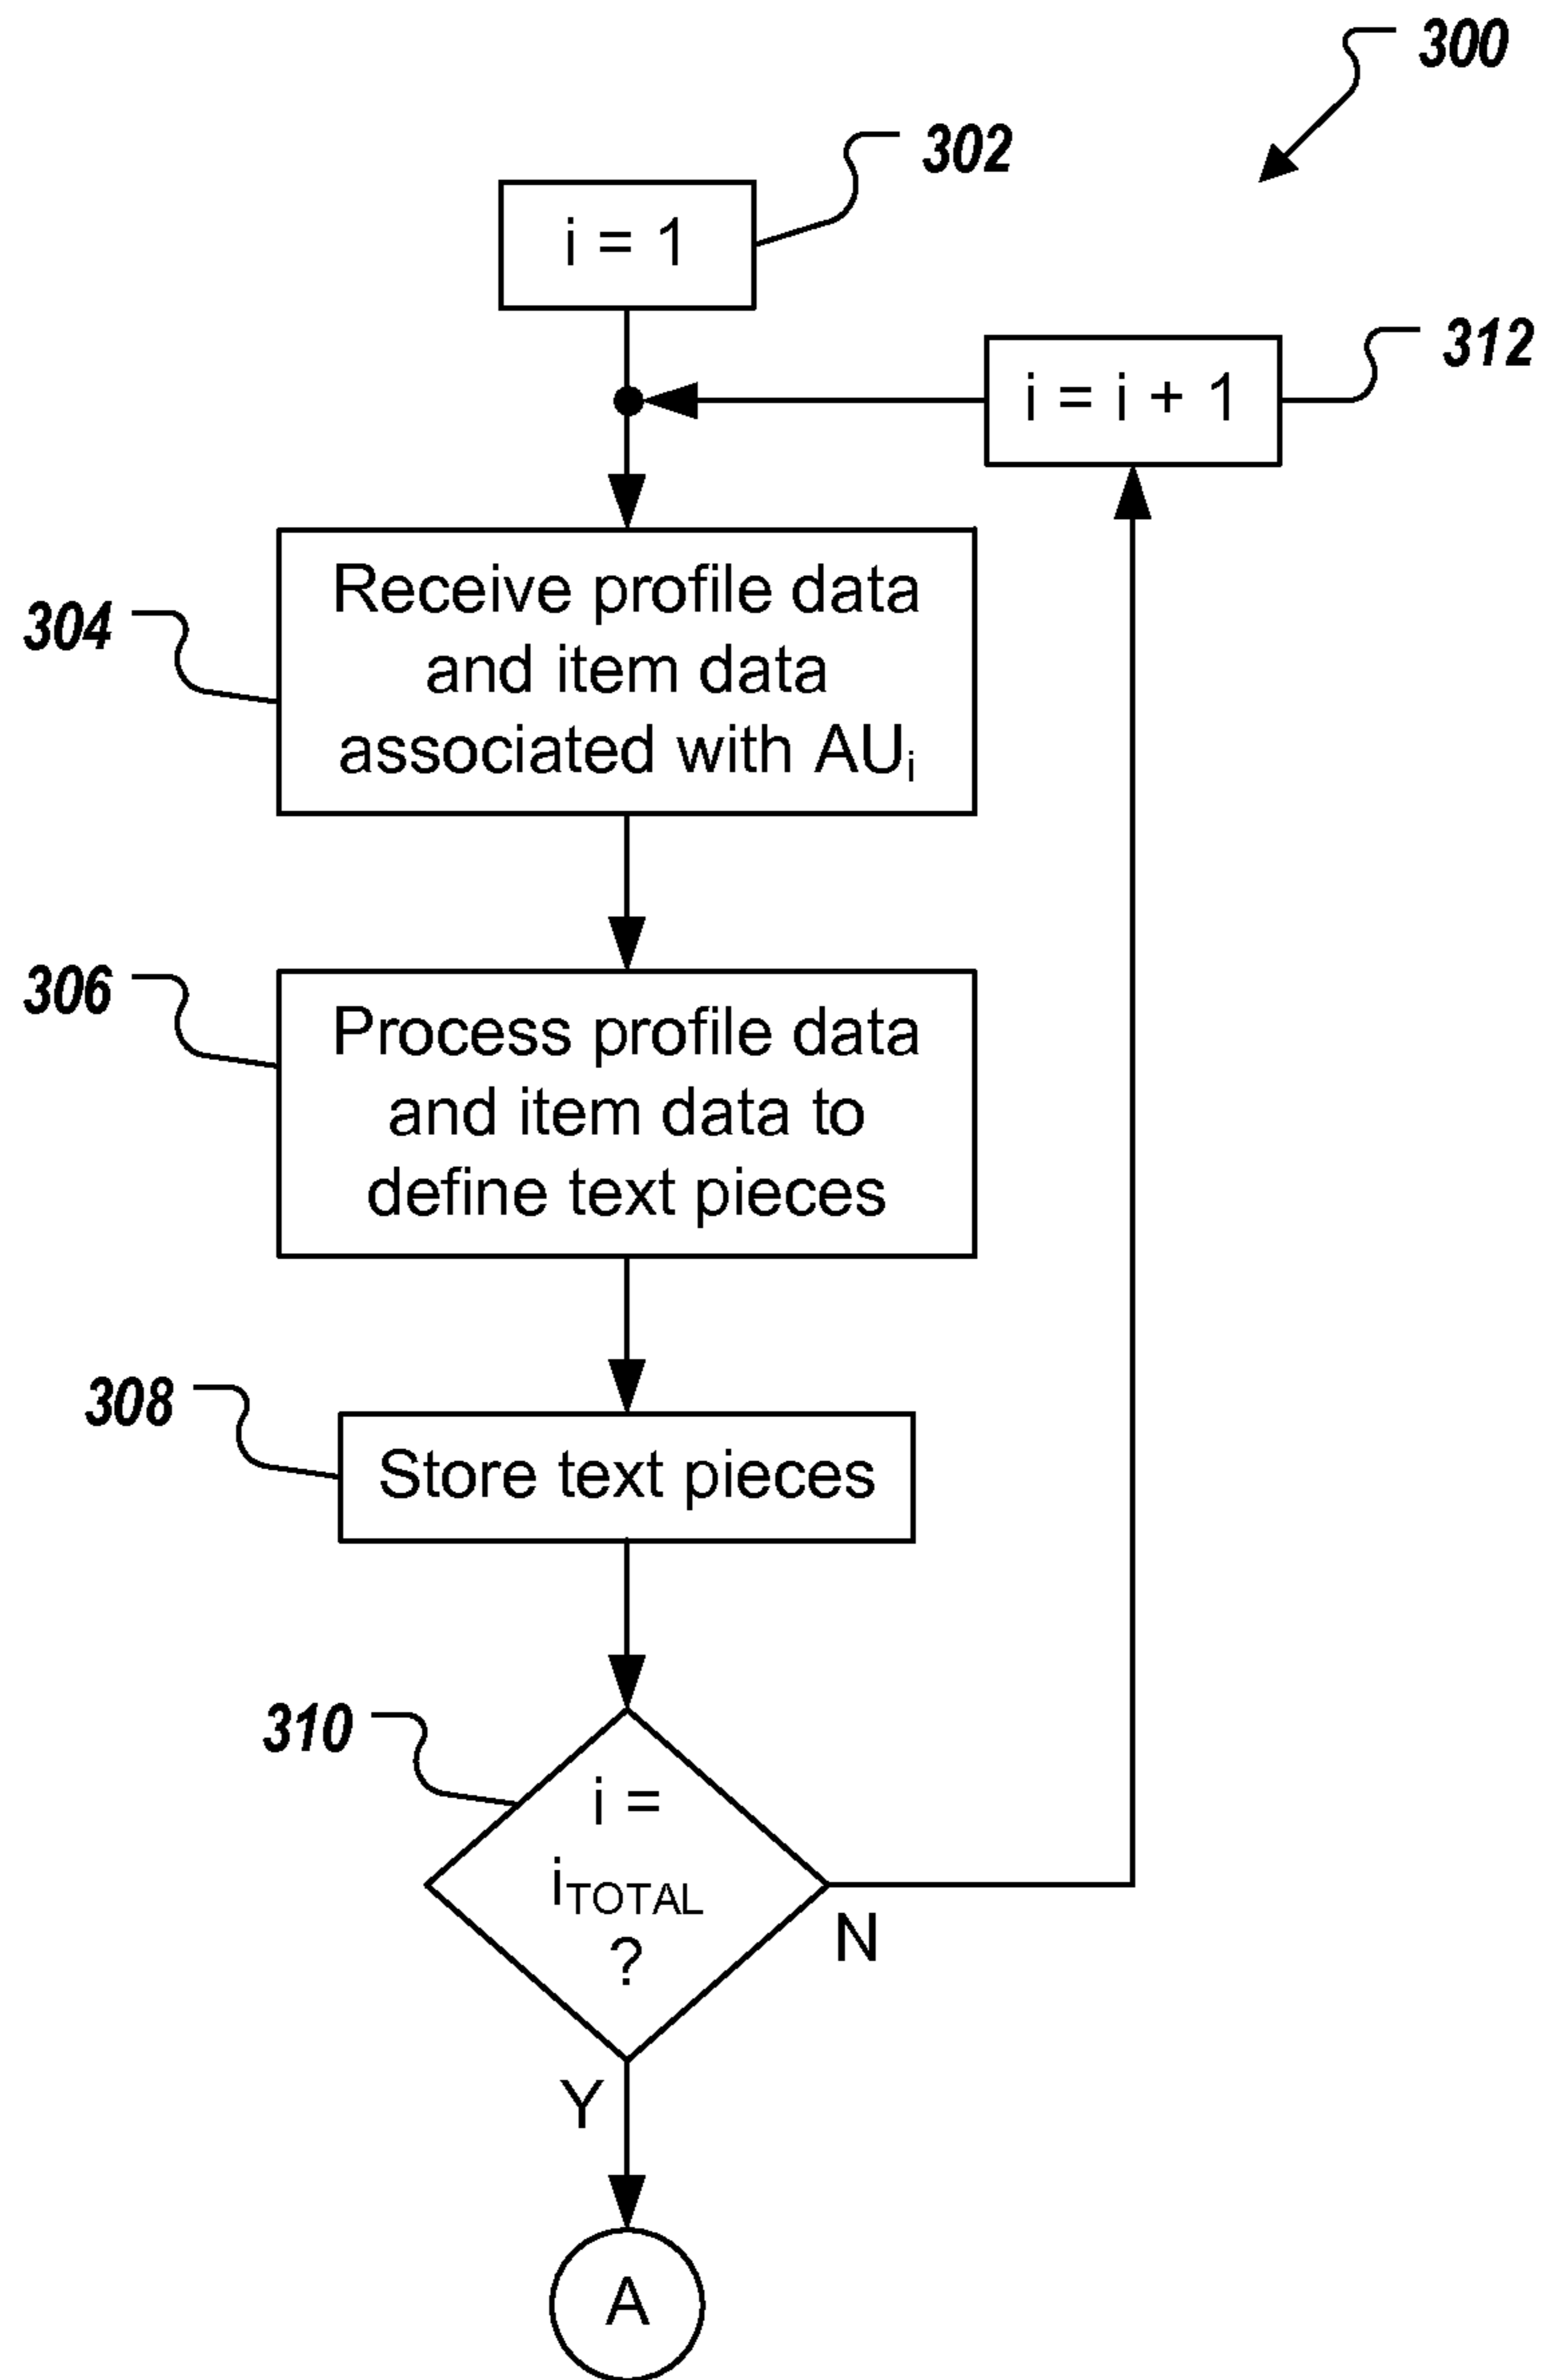 300
302
i = 1
312
i = i + 1
304
Receive profile data
and item data
associated with AUi
306
Process profile data
and item data to
define text pieces
308
Store text pieces
310
i =
iTOTAL
?
N
Y
A